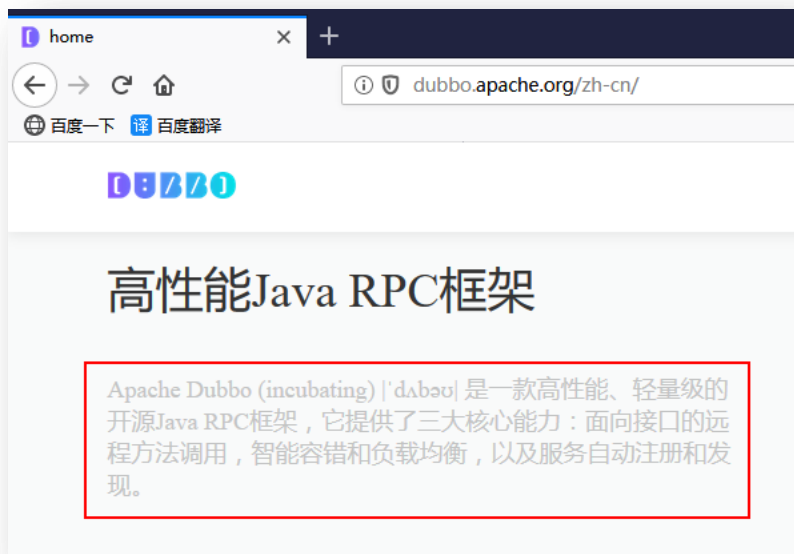 home
dubbo.apache.org/zh-cn/
百度一下 译 百度翻译
DUBBO
高性能Java RPC框架
Apache Dubbo (incubating) |ˈdʌbəʊ| 是一款高性能、轻量级的
开源Java RPC框架，它提供了三大核心能力：面向接口的远
程方法调用，智能容错和负载均衡，以及服务自动注册和发
现。